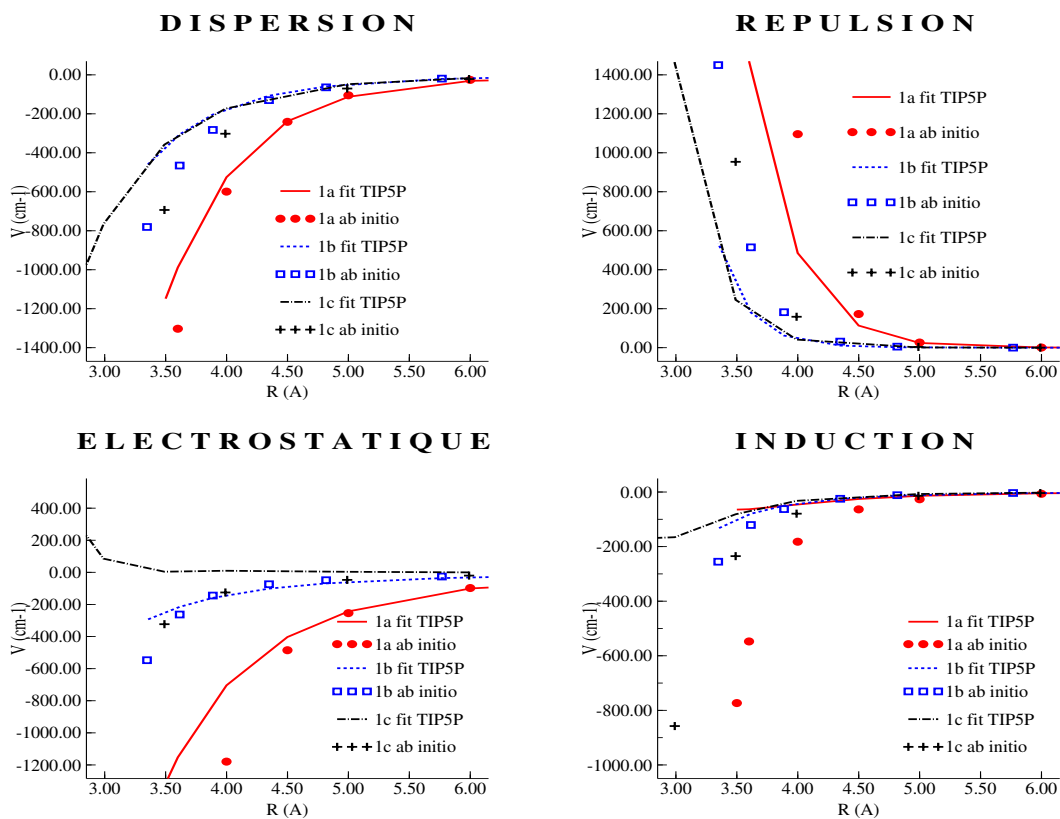 DISPERSION
0.00
-200.00
-400.00
-600.00
-800.00
-1000.00
-1200.00
-1400.00
V (cm-1)
3.00 3.50 4.00 4.50 5.00 5.50 6.00
R (A)
1a fit TIP5P
1a ab initio
1b fit TIP5P
1b ab initio
1c fit TIP5P
1c ab initio
REPULSION
1400.00
1200.00
1000.00
800.00
600.00
400.00
200.00
0.00
V (cm-1)
3.00 3.50 4.00 4.50 5.00 5.50 6.00
R (A)
1a fit TIP5P
1a ab initio
1b fit TIP5P
1b ab initio
1c fit TIP5P
1c ab initio
ELECTROSTATIQUE
400.00
200.00
0.00
-200.00
-400.00
-600.00
-800.00
-1000.00
-1200.00
V (cm-1)
3.00 3.50 4.00 4.50 5.00 5.50 6.00
R (A)
1a fit TIP5P
1a ab initio
1b fit TIP5P
1b ab initio
1c fit TIP5P
1c ab initio
INDUCTION
0.00
-200.00
-400.00
-600.00
-800.00
-1000.00
V (cm-1)
3.00 3.50 4.00 4.50 5.00 5.50 6.00
R (A)
1a fit TIP5P
1a ab initio
1b fit TIP5P
1b ab initio
1c fit TIP5P
1c ab initio